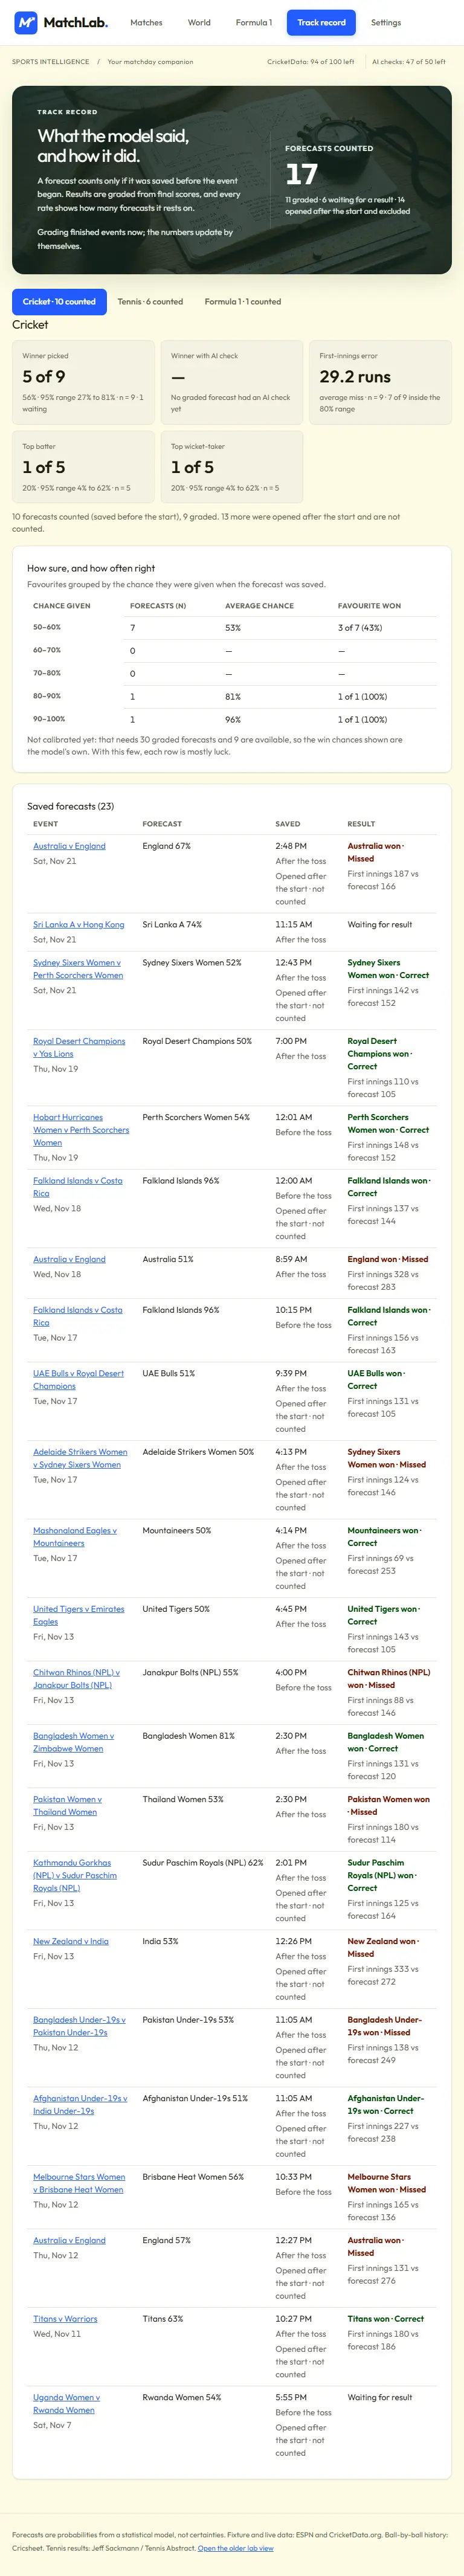 MatchLab.
Matches World Formula 1 Track record Settings
SPORTS INTELLIGENCE / Your matchday companion CricketData: 94 of 100 left AI checks: 47 of 50 left
TRACK RECORD
What the model said,
and how it did.
A forecast counts only if it was saved before the event
began. Results are graded from final scores, and every
rate shows how many forecasts it rests on.
Grading finished events now; the numbers update by
themselves.
FORECASTS COUNTED
17
11 graded · 6 waiting for a result · 14
opened after the start and excluded
Cricket · 10 counted Tennis · 6 counted Formula 1 · 1 counted
Cricket
Winner picked
5 of 9
56% · 95% range 27% to 81% · n = 9 · 1
waiting
Winner with AI check
—
No graded forecast had an AI check
yet
First-innings error
29.2 runs
average miss · n = 9 · 7 of 9 inside the
80% range
Top batter
1 of 5
20% · 95% range 4% to 62% · n = 5
Top wicket-taker
1 of 5
20% · 95% range 4% to 62% · n = 5
10 forecasts counted (saved before the start), 9 graded. 13 more were opened after the start and are not
counted.
How sure, and how often right
Favourites grouped by the chance they were given when the forecast was saved.
CHANCE GIVEN FORECASTS (N) AVERAGE CHANCE FAVOURITE WON
50–60% 7 53% 3 of 7 (43%)
60–70% 0 — —
70–80% 0 — —
80–90% 1 81% 1 of 1 (100%)
90–100% 1 96% 1 of 1 (100%)
Not calibrated yet: that needs 30 graded forecasts and 9 are available, so the win chances shown are
the model's own. With this few, each row is mostly luck.
Saved forecasts (23)
EVENT FORECAST SAVED RESULT
Australia v England England 67% 2:48 PM Australia won ·
Missed
Sat, Nov 21 After the toss
Opened after
the start · not
counted
First innings 187 vs
forecast 166
Sri Lanka A v Hong Kong Sri Lanka A 74% 11:15 AM Waiting for result
Sat, Nov 21 After the toss
Sydney Sixers Women v
Perth Scorchers Women
Sat, Nov 21
Sydney Sixers Women 52%
12:43 PM
After the toss
Opened after
the start · not
counted
Sydney Sixers
Women won · Correct
First innings 142 vs
forecast 152
Royal Desert Champions
v Yas Lions
Thu, Nov 19
Royal Desert Champions 50%
7:00 PM
After the toss
Royal Desert
Champions won ·
Correct
First innings 110 vs
forecast 105
Hobart Hurricanes
Women v Perth Scorchers
Women
Thu, Nov 19
Perth Scorchers Women 54%
12:01 AM
Before the toss
Perth Scorchers
Women won · Correct
First innings 148 vs
forecast 152
Falkland Islands v Costa
Rica
Wed, Nov 18
Falkland Islands 96%
12:00 AM
Before the toss
Opened after
the start · not
counted
Falkland Islands won ·
Correct
First innings 137 vs
forecast 144
Australia v England
Wed, Nov 18
Australia 51%
8:59 AM
After the toss
England won · Missed
First innings 328 vs
forecast 283
Falkland Islands v Costa
Rica
Tue, Nov 17
Falkland Islands 96%
10:15 PM
Before the toss
Falkland Islands won ·
Correct
First innings 156 vs
forecast 163
UAE Bulls v Royal Desert
Champions
Tue, Nov 17
UAE Bulls 51%
9:39 PM
After the toss
Opened after
the start · not
counted
UAE Bulls won ·
Correct
First innings 131 vs
forecast 105
Adelaide Strikers Women
v Sydney Sixers Women
Tue, Nov 17
Adelaide Strikers Women 50%
4:13 PM
After the toss
Opened after
the start · not
counted
Sydney Sixers
Women won · Missed
First innings 124 vs
forecast 146
Mashonaland Eagles v
Mountaineers
Tue, Nov 17
Mountaineers 50%
4:14 PM
After the toss
Opened after
the start · not
counted
Mountaineers won ·
Correct
First innings 69 vs
forecast 253
United Tigers v Emirates
Eagles
Fri, Nov 13
United Tigers 50%
4:45 PM
After the toss
United Tigers won ·
Correct
First innings 143 vs
forecast 105
Chitwan Rhinos (NPL) v
Janakpur Bolts (NPL)
Fri, Nov 13
Janakpur Bolts (NPL) 55%
4:00 PM
Before the toss
Chitwan Rhinos (NPL)
won · Missed
First innings 88 vs
forecast 146
Bangladesh Women v
Zimbabwe Women
Fri, Nov 13
Bangladesh Women 81%
2:30 PM
After the toss
Bangladesh Women
won · Correct
First innings 131 vs
forecast 120
Pakistan Women v
Thailand Women
Fri, Nov 13
Thailand Women 53%
2:30 PM
After the toss
Pakistan Women won
· Missed
First innings 180 vs
forecast 114
Kathmandu Gorkhas
(NPL) v Sudur Paschim
Royals (NPL)
Fri, Nov 13
Sudur Paschim Royals (NPL) 62%
2:01 PM
After the toss
Opened after
the start · not
counted
Sudur Paschim
Royals (NPL) won ·
Correct
First innings 125 vs
forecast 164
New Zealand v India
Fri, Nov 13
India 53%
12:26 PM
After the toss
Opened after
the start · not
counted
New Zealand won ·
Missed
First innings 333 vs
forecast 272
Bangladesh Under-19s v
Pakistan Under-19s
Thu, Nov 12
Pakistan Under-19s 53%
11:05 AM
After the toss
Opened after
the start · not
counted
Bangladesh Under-
19s won · Missed
First innings 138 vs
forecast 249
Afghanistan Under-19s v
India Under-19s
Thu, Nov 12
Afghanistan Under-19s 51%
11:05 AM
After the toss
Opened after
the start · not
counted
Afghanistan Under-
19s won · Correct
First innings 227 vs
forecast 238
Melbourne Stars Women
v Brisbane Heat Women
Thu, Nov 12
Brisbane Heat Women 56%
10:33 PM
Before the toss
Melbourne Stars
Women won · Missed
First innings 165 vs
forecast 136
Australia v England
Thu, Nov 12
England 57%
12:27 PM
After the toss
Opened after
the start · not
counted
Australia won ·
Missed
First innings 131 vs
forecast 276
Titans v Warriors
Wed, Nov 11
Titans 63%
10:27 PM
After the toss
Opened after
the start · not
counted
Titans won · Correct
First innings 180 vs
forecast 186
Uganda Women v
Rwanda Women
Sat, Nov 7
Rwanda Women 54%
5:55 PM
Before the toss
Opened after
the start · not
counted
Waiting for result
Forecasts are probabilities from a statistical model, not certainties. Fixture and live data: ESPN and CricketData.org. Ball-by-ball history:
Cricsheet. Tennis results: Jeff Sackmann / Tennis Abstract. Open the older lab view